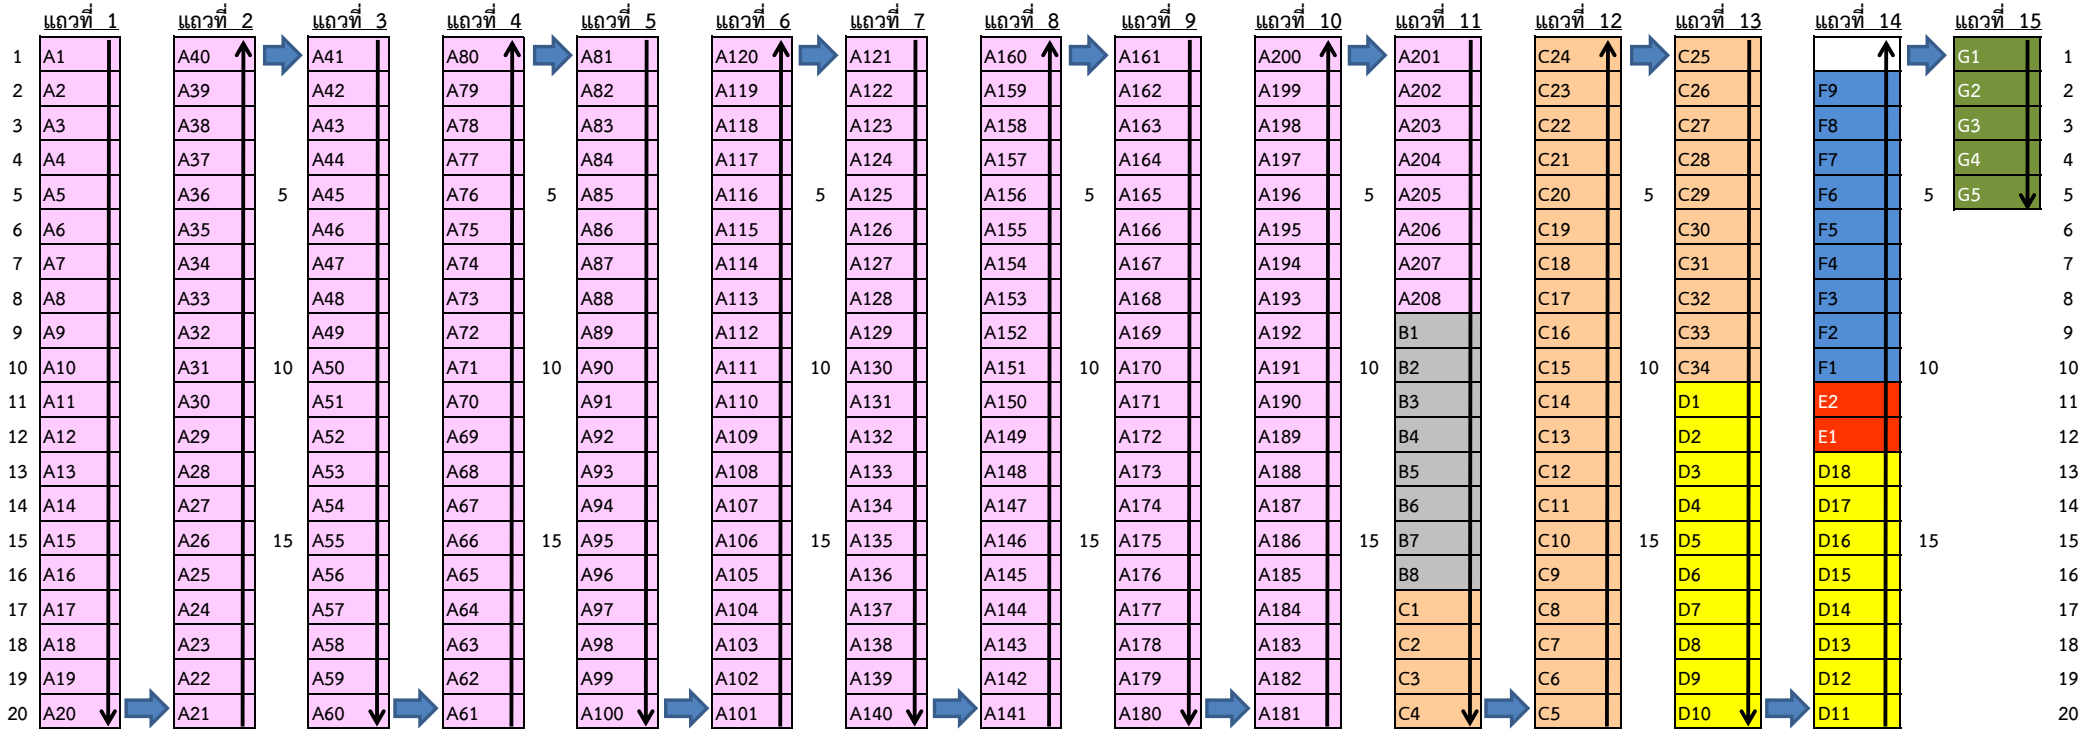 แถวที่ 1 แถวที่ 2 แถวที่ 3 แถวที่ 4 แถวที่ 5 แถวที่ 6 แถวที่ 7 แถวที่ 8 แถวที่ 9 แถวที่ 10 แถวที่ 11 แถวที่ 12 แถวที่ 13 แถวที่ 14 แถวที่ 15
1 A1 A40 A41 A80 A81 A120 A121 A160 A161 A200 A201 C24 C25 G1 1
2 A2 A39 A42 A79 A82 A119 A122 A159 A162 A199 A202 C23 C26 F9 G2 2
3 A3 A38 A43 A78 A83 A118 A123 A158 A163 A198 A203 C22 C27 F8 G3 3
4 A4 A37 A44 A77 A84 A117 A124 A157 A164 A197 A204 C21 C28 F7 G4 4
5 A5 A36 5 A45 A76 5 A85 A116 5 A125 A156 5 A165 A196 5 A205 C20 5 C29 F6 5 G5 5
6 A6 A35 A46 A75 A86 A115 A126 A155 A166 A195 A206 C19 C30 F5 6
7 A7 A34 A47 A74 A87 A114 A127 A154 A167 A194 A207 C18 C31 F4 7
8 A8 A33 A48 A73 A88 A113 A128 A153 A168 A193 A208 C17 C32 F3 8
9 A9 A32 A49 A72 A89 A112 A129 A152 A169 A192 B1 C16 C33 F2 9
10 A10 A31 10 A50 A71 10 A90 A111 10 A130 A151 10 A170 A191 10 B2 C15 10 C34 F1 10 10
11 A11 A30 A51 A70 A91 A110 A131 A150 A171 A190 B3 C14 D1 E2 11
12 A12 A29 A52 A69 A92 A109 A132 A149 A172 A189 B4 C13 D2 E1 12
13 A13 A28 A53 A68 A93 A108 A133 A148 A173 A188 B5 C12 D3 D18 13
14 A14 A27 A54 A67 A94 A107 A134 A147 A174 A187 B6 C11 D4 D17 14
15 A15 A26 15 A55 A66 15 A95 A106 15 A135 A146 15 A175 A186 15 B7 C10 15 D5 D16 15 15
16 A16 A25 A56 A65 A96 A105 A136 A145 A176 A185 B8 C9 D6 D15 16
17 A17 A24 A57 A64 A97 A104 A137 A144 A177 A184 C1 C8 D7 D14 17
18 A18 A23 A58 A63 A98 A103 A138 A143 A178 A183 C2 C7 D8 D13 18
19 A19 A22 A59 A62 A99 A102 A139 A142 A179 A182 C3 C6 D9 D12 19
20 A20 A21 A60 A61 A100 A101 A140 A141 A180 A181 C4 C5 D10 D11 20